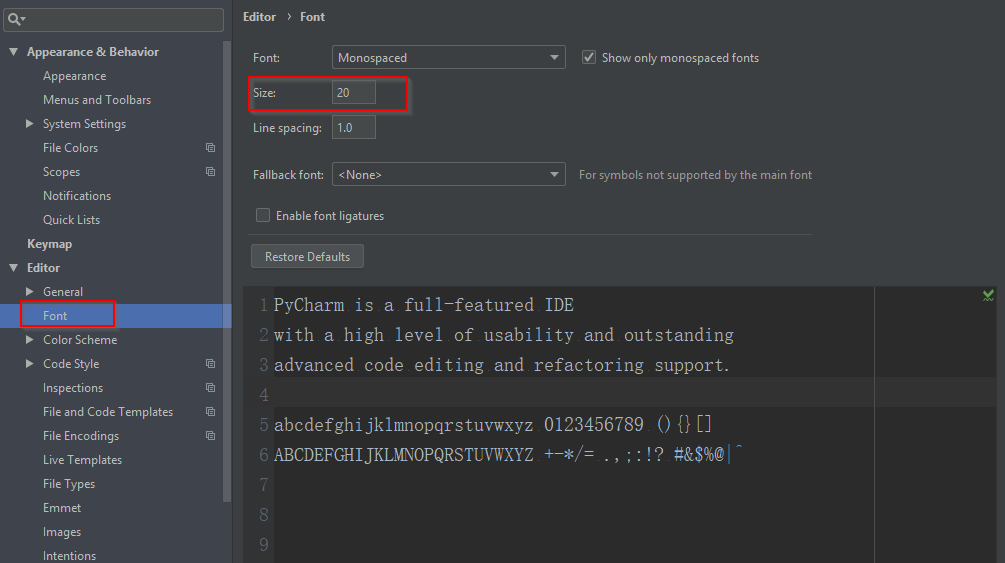 Appearance & Behavior
Appearance
Menus and Toolbars
System Settings
File Colors
Scopes
Notifications
Quick Lists
Keymap
Editor
General
Font
Color Scheme
Code Style
Inspections
File and Code Templates
File Encodings
Live Templates
File Types
Emmet
Images
Intentions
Editor › Font
Font: Monospaced Show only monospaced fonts
Size: 20
Line spacing: 1.0
Fallback font: <None> For symbols not supported by the main font
Enable font ligatures
Restore Defaults
1 PyCharm is a full-featured IDE
2 with a high level of usability and outstanding
3 advanced code editing and refactoring support.
4
5 abcdefghijklmnopqrstuvwxyz 0123456789 (){}[]
6 ABCDEFGHIJKLMNOPQRSTUVWXYZ +-*/= .,;:!? #&$%@|^
7
8
9